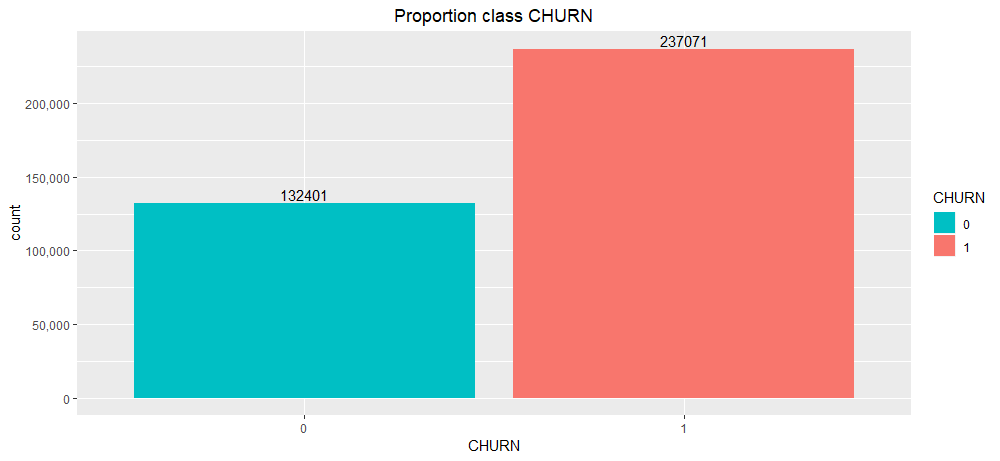 Proportion class CHURN
237071
132401
200,000
150,000
100,000
50,000
0
count
0
1
CHURN
CHURN
0
1